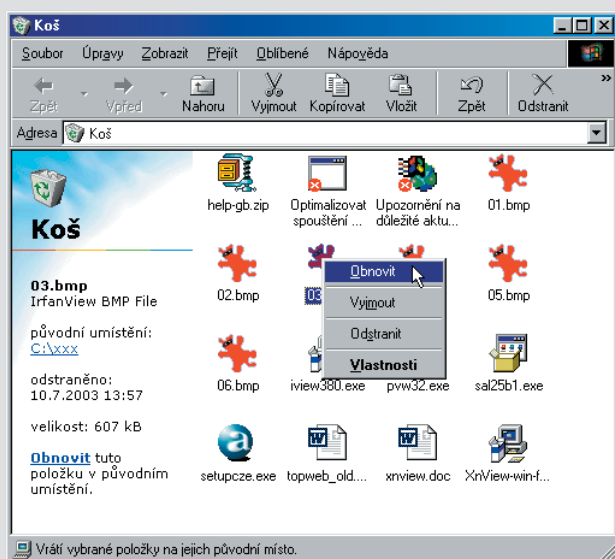 Koš
Soubor Úpravy Zobrazit Přejít Oblíbené Nápověda
Zpět Vpřed Nahoru Vyjmout Kopírovat Vložit Zpět Odstranit »
Adresa Koš
Koš
03.bmp
IrfanView BMP File
původní umístění:
C:\xxx
odstraněno:
10.7.2003 13:57
velikost: 607 kB
Obnovit tuto
položku v původním
umístění.
help-gb.zip Optimalizovat Upozornění na 01.bmp
spouštění ... důležité aktu...
02.bmp 03 05.bmp
Obnovit
Vyjmout
Odstranit
Vlastnosti
06.bmp iview380.exe pvw32.exe sal25b1.exe
setupcze.exe topweb_old.... xnview.doc XnView-win-f...
Vrátí vybrané položky na jejich původní místo.